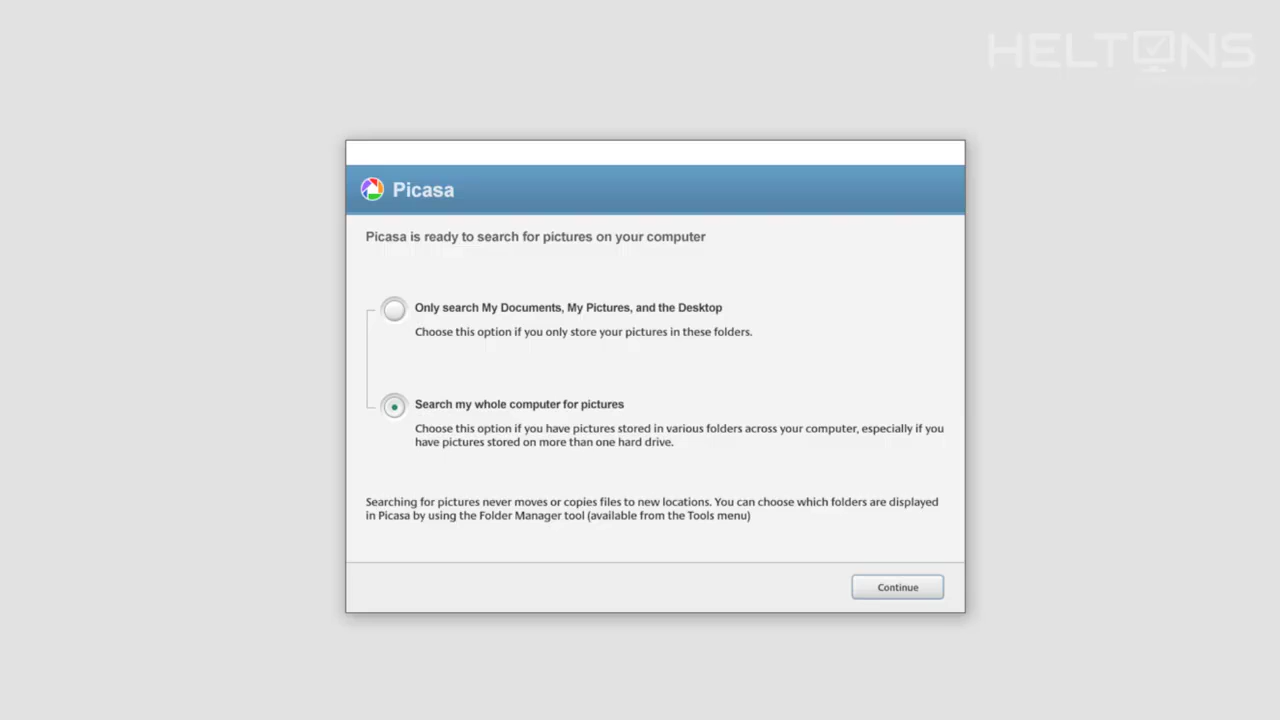 HELTONS
Picasa
Picasa is ready to search for pictures on your computer
Only search My Documents, My Pictures, and the Desktop
Choose this option if you only store your pictures in these folders.
Search my whole computer for pictures
Choose this option if you have pictures stored in various folders across your computer, especially if you
have pictures stored on more than one hard drive.
Searching for pictures never moves or copies files to new locations. You can choose which folders are displayed
in Picasa by using the Folder Manager tool (available from the Tools menu)
Continue